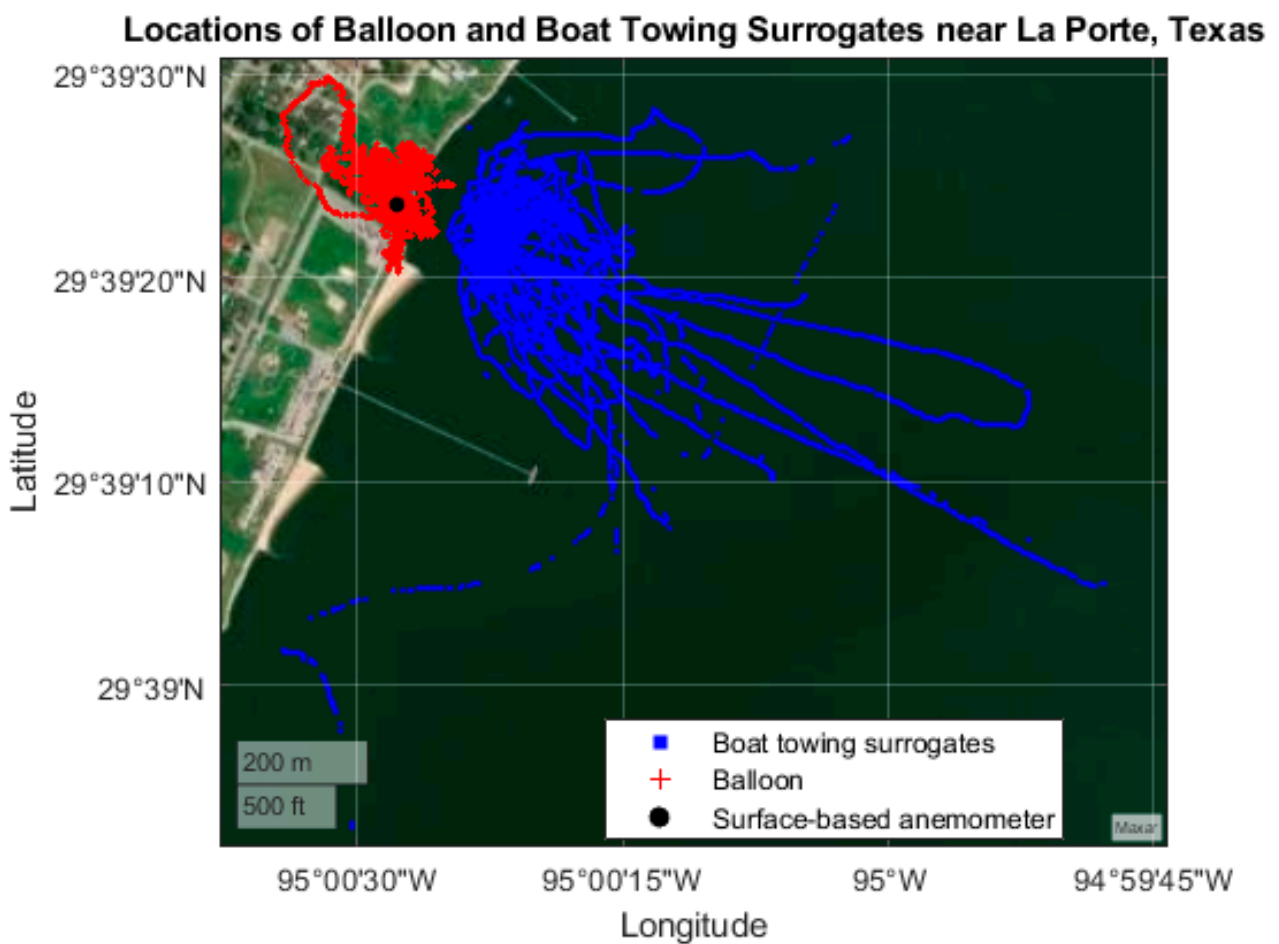 Locations of Balloon and Boat Towing Surrogates near La Porte, Texas
29°39'30"N
29°39'20"N
29°39'10"N
29°39'N
Latitude
200 m
500 ft
Boat towing surrogates
Balloon
Surface-based anemometer
Maxar
95°00'30"W
95°00'15"W
95°W
94°59'45"W
Longitude